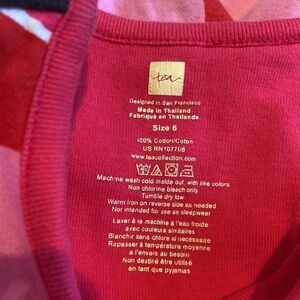 tea
Designed in San Francisco
Made in Thailand
Fabriqué en Thaïlande
Size 6
100% Cotton/Coton
US RN107708
www.teacollection.com
Machine wash cold inside out, with like colors
Non chlorine bleach only
Tumble dry low
Warm iron on reverse side as needed
Not intended for use as sleepwear
Laver à la machine à l'eau froide
avec couleurs similaires
Blanchir sans chlore si nécessaire
Repasser à température moyenne
à l'envers au besoin
Non destiné être utilisé
en tant que pyjamas